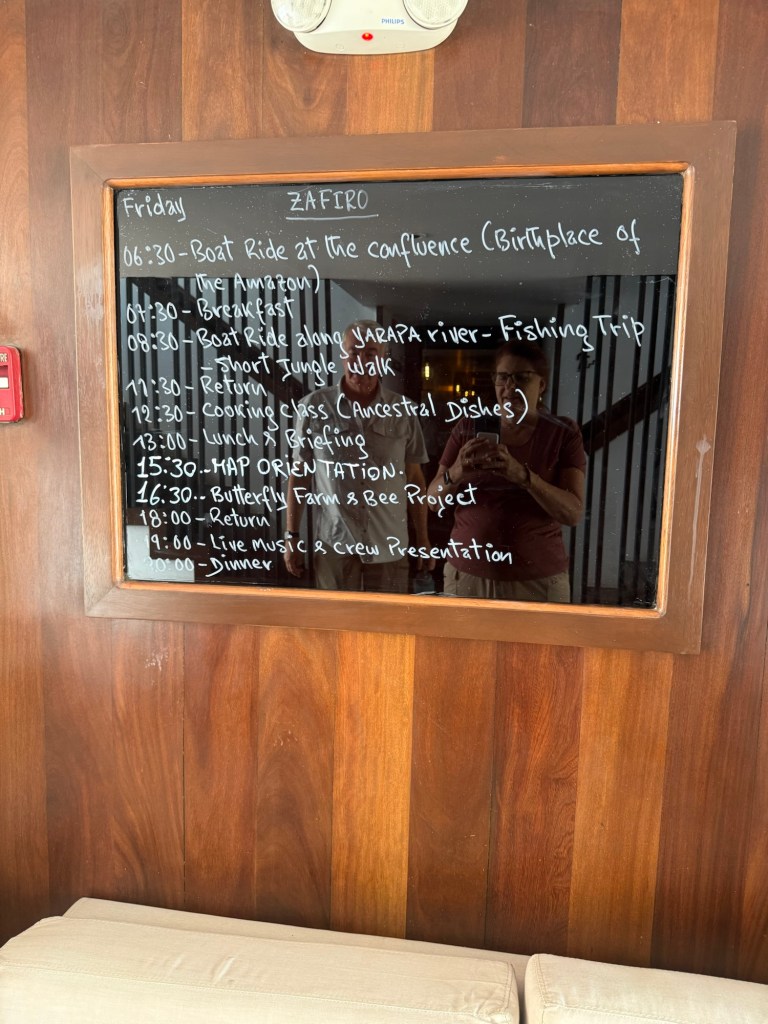 PHILIPS
Friday ZAFIRO
06:30 - Boat Ride at the confluence (Birthplace of
the Amazon)
07:30 - Breakfast
08:30 - Boat Ride along YARAPA river - Fishing Trip
- Short Jungle Walk
11:30 - Return
12:30 - Cooking class (Ancestral Dishes)
13:00 - Lunch & Briefing
15:30 - MAP ORIENTATION.
16:30 - Butterfly Farm & Bee Project
18:00 - Return
9:00 - Live Music & Crew Presentation
:00 - Dinner